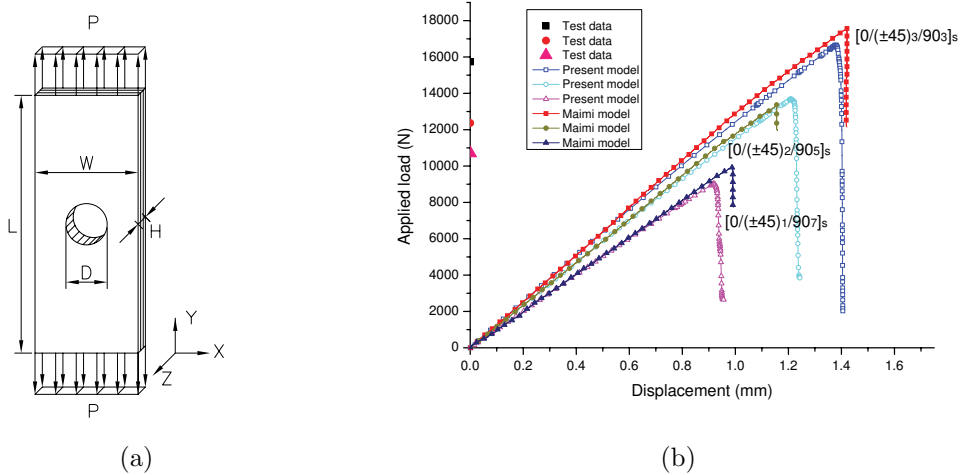 P
W
L
H
D
Y
X
Z
P
(a)
18000
16000
14000
12000
10000
8000
6000
4000
2000
0
Applied load (N)
Test data
Test data
Test data
Present model
Present model
Present model
Maimi model
Maimi model
Maimi model
[0/(±45)3/903]s
[0/(±45)2/905]s
[0/(±45)1/907]s
0.0 0.2 0.4 0.6 0.8 1.0 1.2 1.4 1.6
Displacement (mm)
(b)